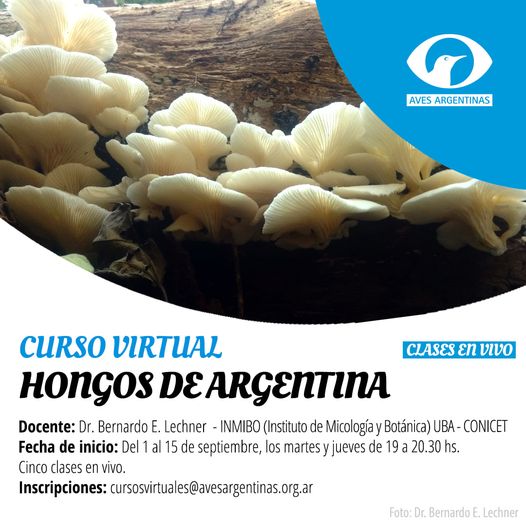 AVES ARGENTINAS
CURSO VIRTUAL
CLASES EN VIVO
HONGOS DE ARGENTINA
Docente: Dr. Bernardo E. Lechner - INMIBO (Instituto de Micología y Botánica) UBA - CONICET
Fecha de inicio: Del 1 al 15 de septiembre, los martes y jueves de 19 a 20.30 hs.
Cinco clases en vivo.
Inscripciones: cursosvirtuales@avesargentinas.org.ar
Foto: Dr. Bernardo E. Lechner